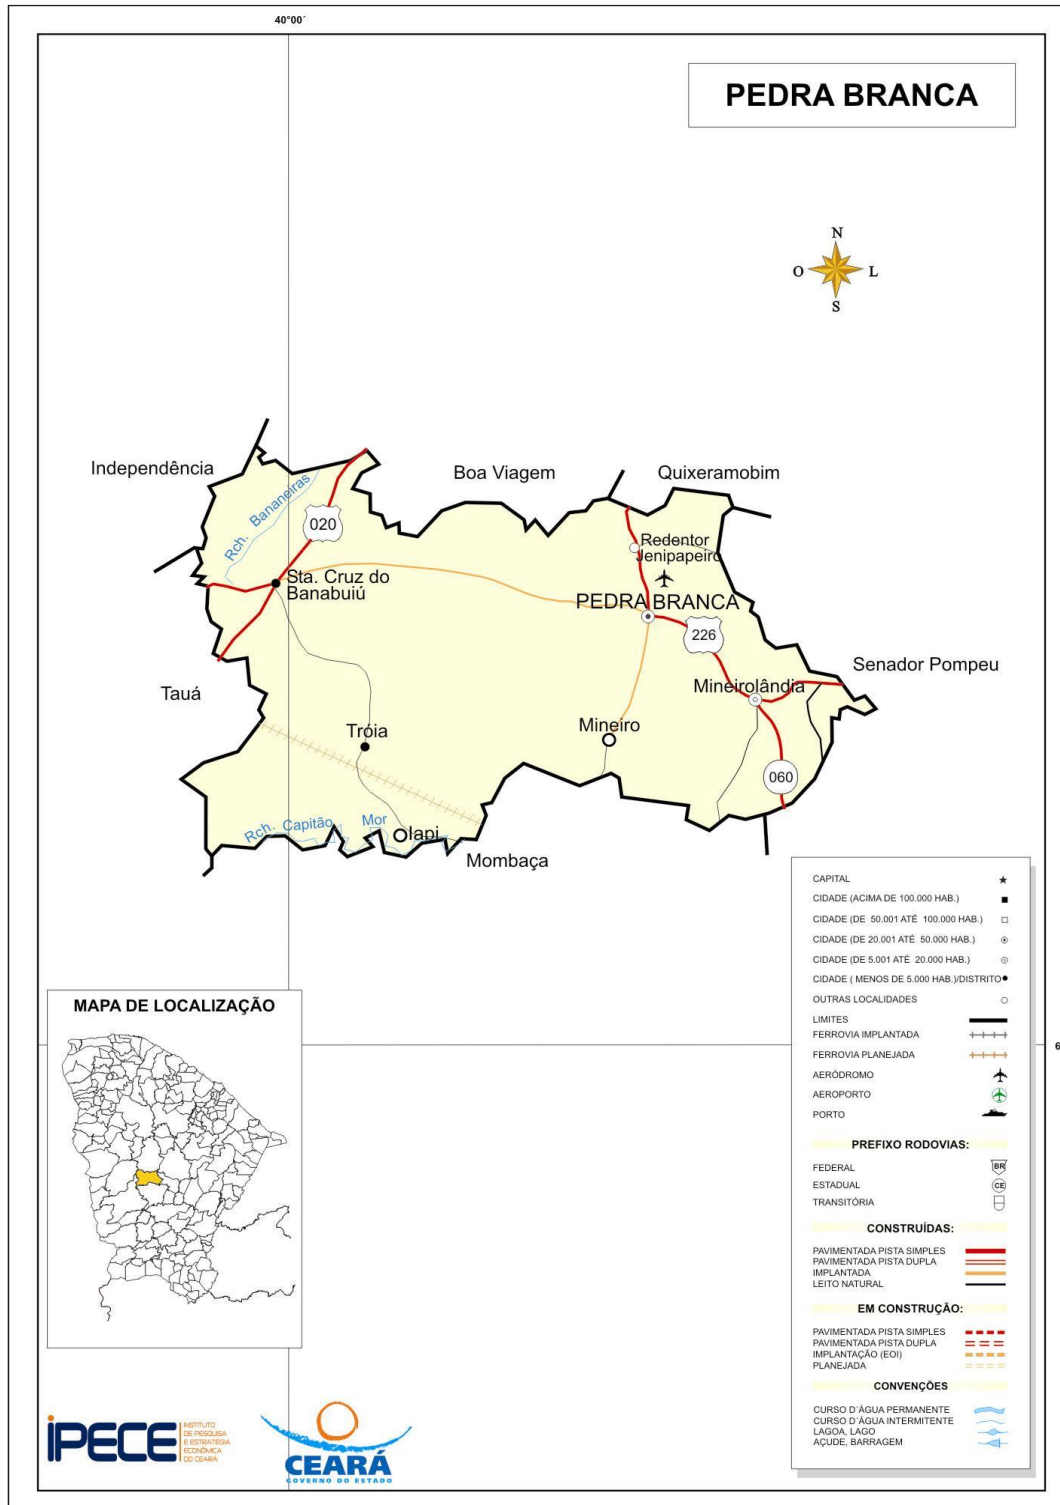 40°00´
PEDRA BRANCA
N
O
L
S
Independência
Boa Viagem
Quixeramobim
Rch. Bananeiras
020
Redentor
Jenipapeiro
Sta. Cruz do
Banabuiú
PEDRA BRANCA
226
Senador Pompeu
Mineirolândia
Tauá
Tróia
Mineiro
060
Rch. Capitão Mor
Iapi
Mombaça
CAPITAL
CIDADE (ACIMA DE 100.000 HAB.)
CIDADE (DE 50.001 ATÉ 100.000 HAB.)
CIDADE (DE 20.001 ATÉ 50.000 HAB.)
CIDADE (DE 5.001 ATÉ 20.000 HAB.)
CIDADE ( MENOS DE 5.000 HAB.)/DISTRITO
OUTRAS LOCALIDADES
LIMITES
FERROVIA IMPLANTADA
FERROVIA PLANEJADA
AERÓDROMO
AEROPORTO
PORTO
PREFIXO RODOVIAS:
FEDERAL BR
ESTADUAL CE
TRANSITÓRIA
CONSTRUÍDAS:
PAVIMENTADA PISTA SIMPLES
PAVIMENTADA PISTA DUPLA
IMPLANTADA
LEITO NATURAL
EM CONSTRUÇÃO:
PAVIMENTADA PISTA SIMPLES
PAVIMENTADA PISTA DUPLA
IMPLANTAÇÃO (EOI)
PLANEJADA
CONVENÇÕES
CURSO D´ÁGUA PERMANENTE
CURSO D´ÁGUA INTERMITENTE
LAGOA, LAGO
AÇUDE, BARRAGEM
6
MAPA DE LOCALIZAÇÃO
iPECE
INSTITUTO
DE PESQUISA
E ESTRATÉGIA
ECONÔMICA
DO CEARÁ
CEARÁ
GOVERNO DO ESTADO